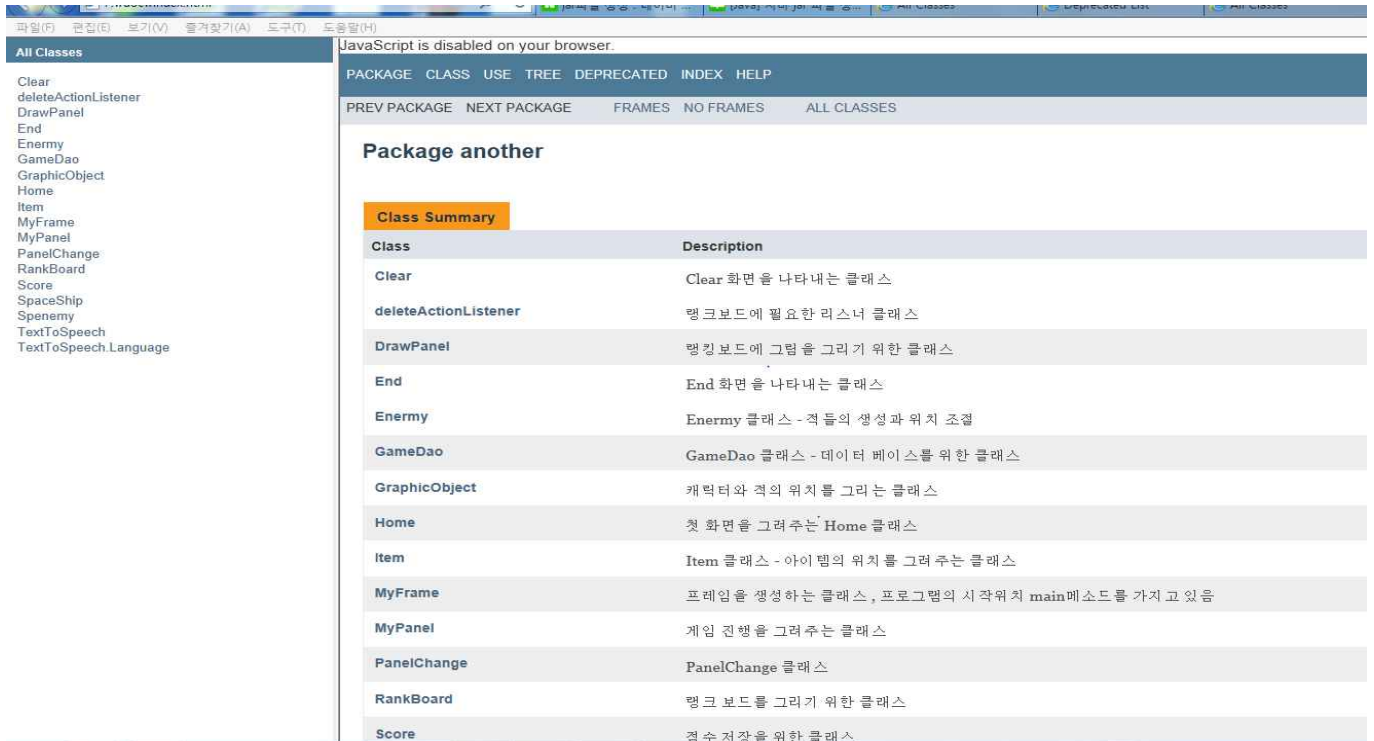 파일(F) 편집(E) 보기(V) 즐겨찾기(A) 도구(T) 도움말(H)
All Classes
Clear
deleteActionListener
DrawPanel
End
Enermy
GameDao
GraphicObject
Home
Item
MyFrame
MyPanel
PanelChange
RankBoard
Score
SpaceShip
Spenemy
TextToSpeech
TextToSpeech.Language
JavaScript is disabled on your browser.
PACKAGE CLASS USE TREE DEPRECATED INDEX HELP
PREV PACKAGE NEXT PACKAGE FRAMES NO FRAMES ALL CLASSES
Package another
Class Summary
Class Description
Clear Clear 화면을 나타내는 클래스
deleteActionListener 랭크보드에 필요한 리스너 클래스
DrawPanel 랭킹보드에 그림을 그리기 위한 클래스
End End 화면을 나타내는 클래스
Enermy Enermy 클래스 - 적들의 생성과 위치 조절
GameDao GameDao 클래스 - 데이터 베이스를 위한 클래스
GraphicObject 캐릭터와 적의 위치를 그리는 클래스
Home 첫 화면을 그려주는 Home 클래스
Item Item 클래스 - 아이템의 위치를 그려주는 클래스
MyFrame 프레임을 생성하는 클래스 , 프로그램의 시작위치 main메소드를 가지고 있음
MyPanel 게임 진행을 그려주는 클래스
PanelChange PanelChange 클래스
RankBoard 랭크 보드를 그리기 위한 클래스
Score 점수 저장을 위한 클래스